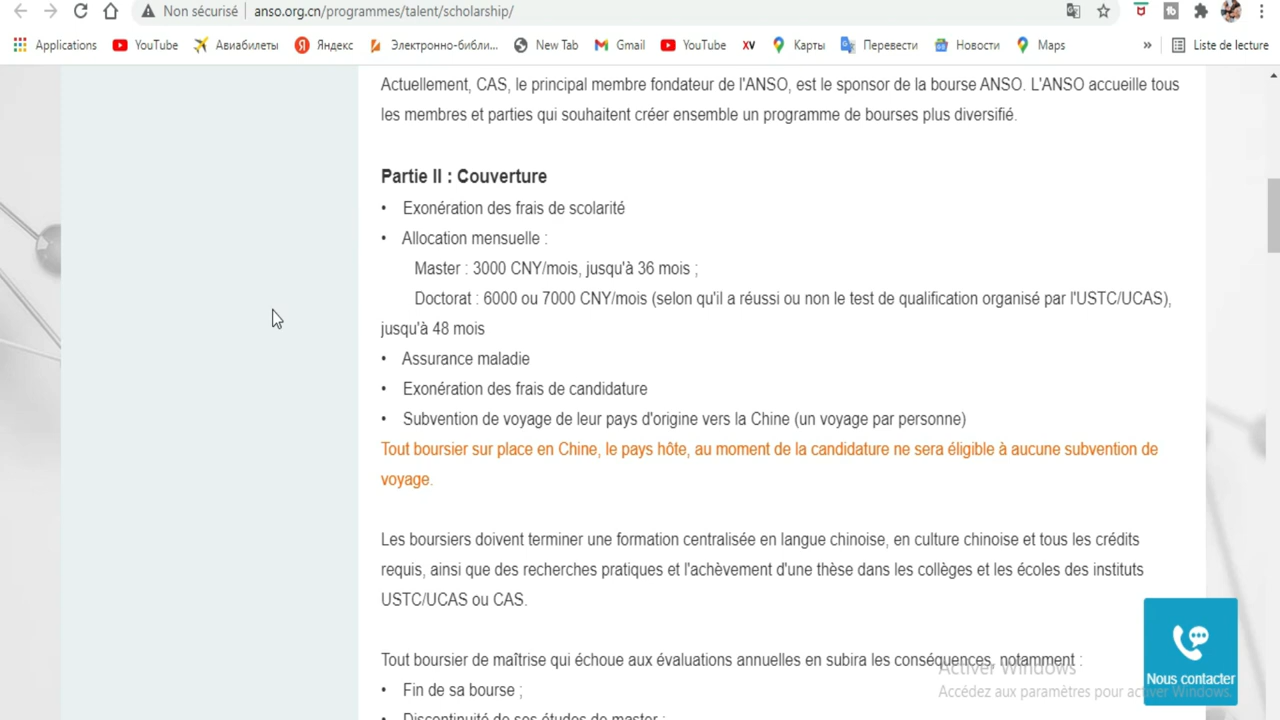 Non sécurisé
anso.org.cn/programmes/talent/scholarship/
Applications
YouTube
Авиабилеты
Яндекс
Электронно-библи...
New Tab
Gmail
YouTube
XV
Карты
Перевести
Новости
Maps
»
Liste de lecture
Actuellement, CAS, le principal membre fondateur de l'ANSO, est le sponsor de la bourse ANSO. L'ANSO accueille tous
les membres et parties qui souhaitent créer ensemble un programme de bourses plus diversifié.
Partie II : Couverture
• Exonération des frais de scolarité
• Allocation mensuelle :
Master : 3000 CNY/mois, jusqu'à 36 mois ;
Doctorat : 6000 ou 7000 CNY/mois (selon qu'il a réussi ou non le test de qualification organisé par l'USTC/UCAS),
jusqu'à 48 mois
• Assurance maladie
• Exonération des frais de candidature
• Subvention de voyage de leur pays d'origine vers la Chine (un voyage par personne)
Tout boursier sur place en Chine, le pays hôte, au moment de la candidature ne sera éligible à aucune subvention de
voyage.
Les boursiers doivent terminer une formation centralisée en langue chinoise, en culture chinoise et tous les crédits
requis, ainsi que des recherches pratiques et l'achèvement d'une thèse dans les collèges et les écoles des instituts
USTC/UCAS ou CAS.
Tout boursier de maîtrise qui échoue aux évaluations annuelles en subira les conséquences, notamment :
• Fin de sa bourse ;
• Discontinuité de ses études de master ;
Nous contacter
Activer Windows
Accédez aux paramètres pour activer Windows.